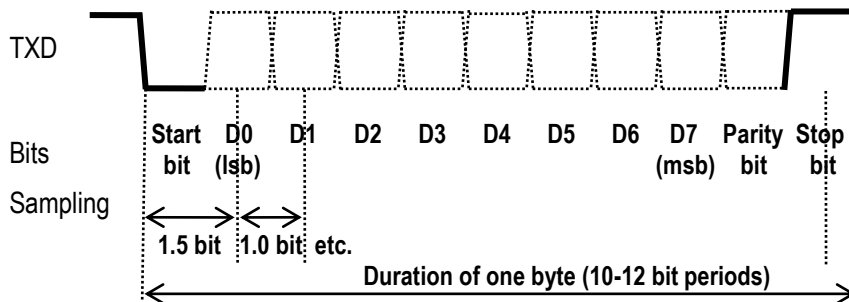 TXD
Start D0 D1 D2 D3 D4 D5 D6 D7 Parity Stop
Bits
bit (lsb) (msb) bit bit
Sampling
1.5 bit 1.0 bit etc.
Duration of one byte (10-12 bit periods)